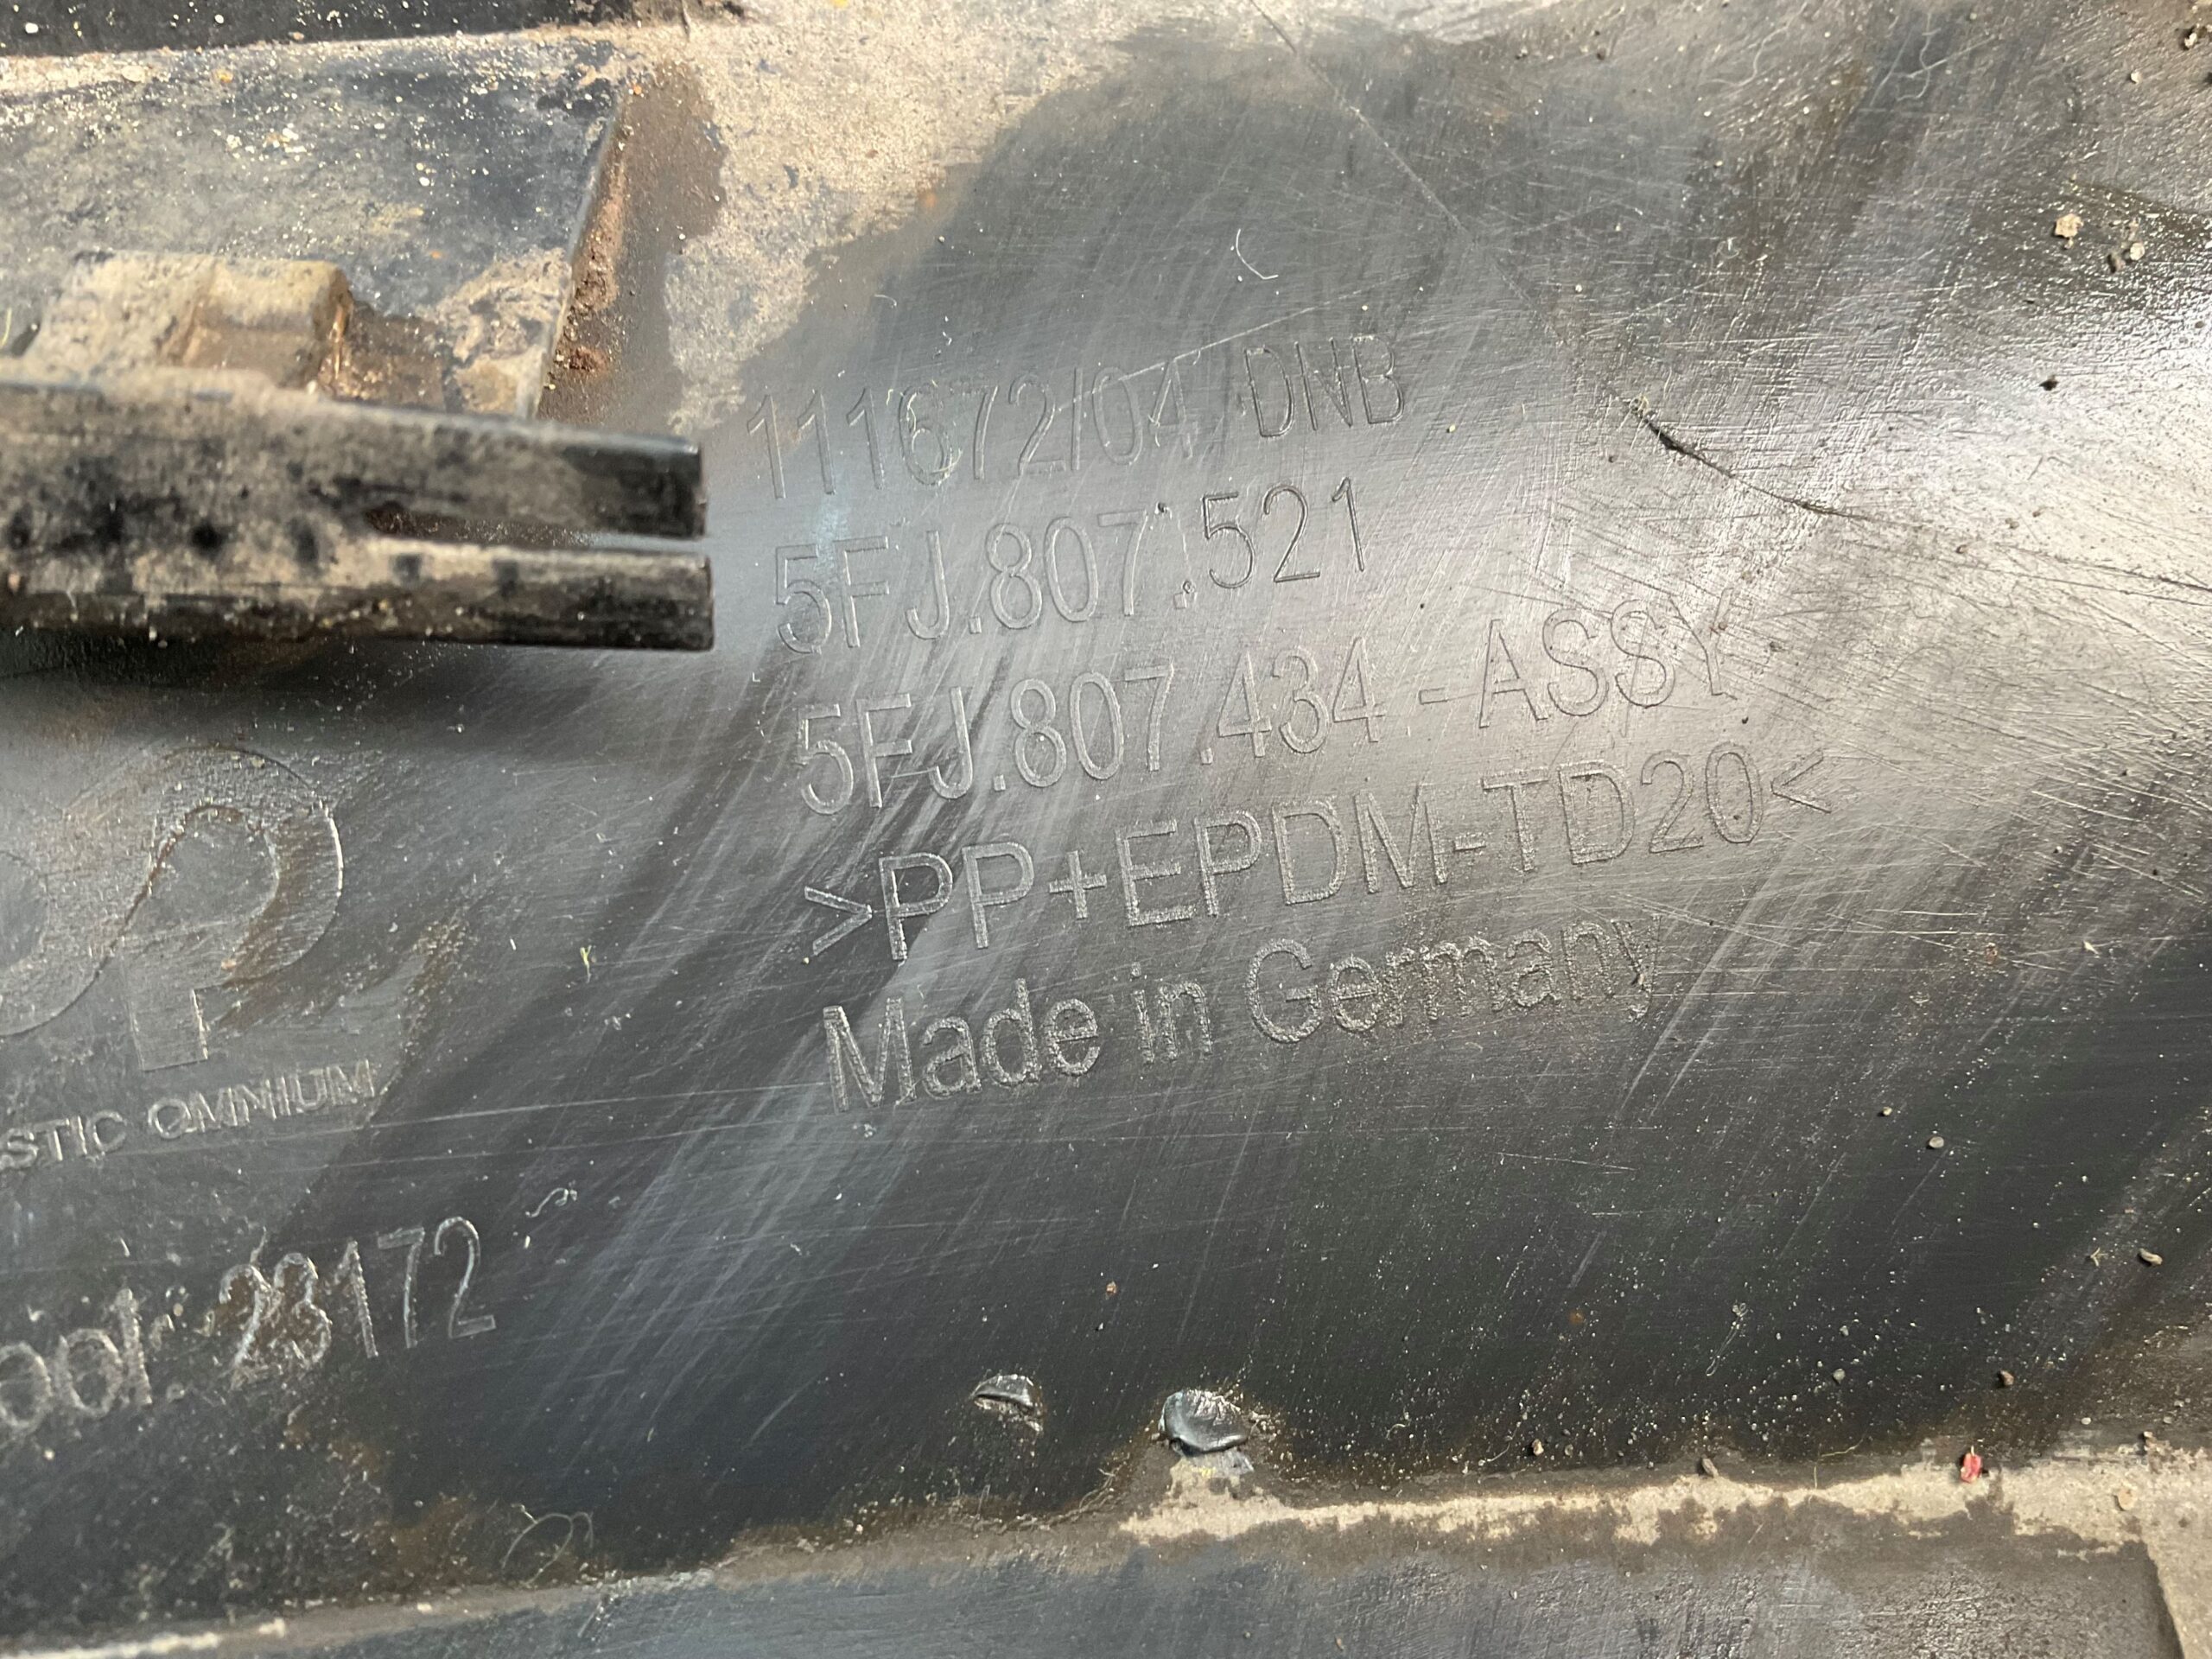 111672/04 DNB
5FJ.807.521
5FJ.807.434 - ASSY
>PP+EPDM-TD20<
Made in Germany
P
STIC OMNIUM
ool: 23172